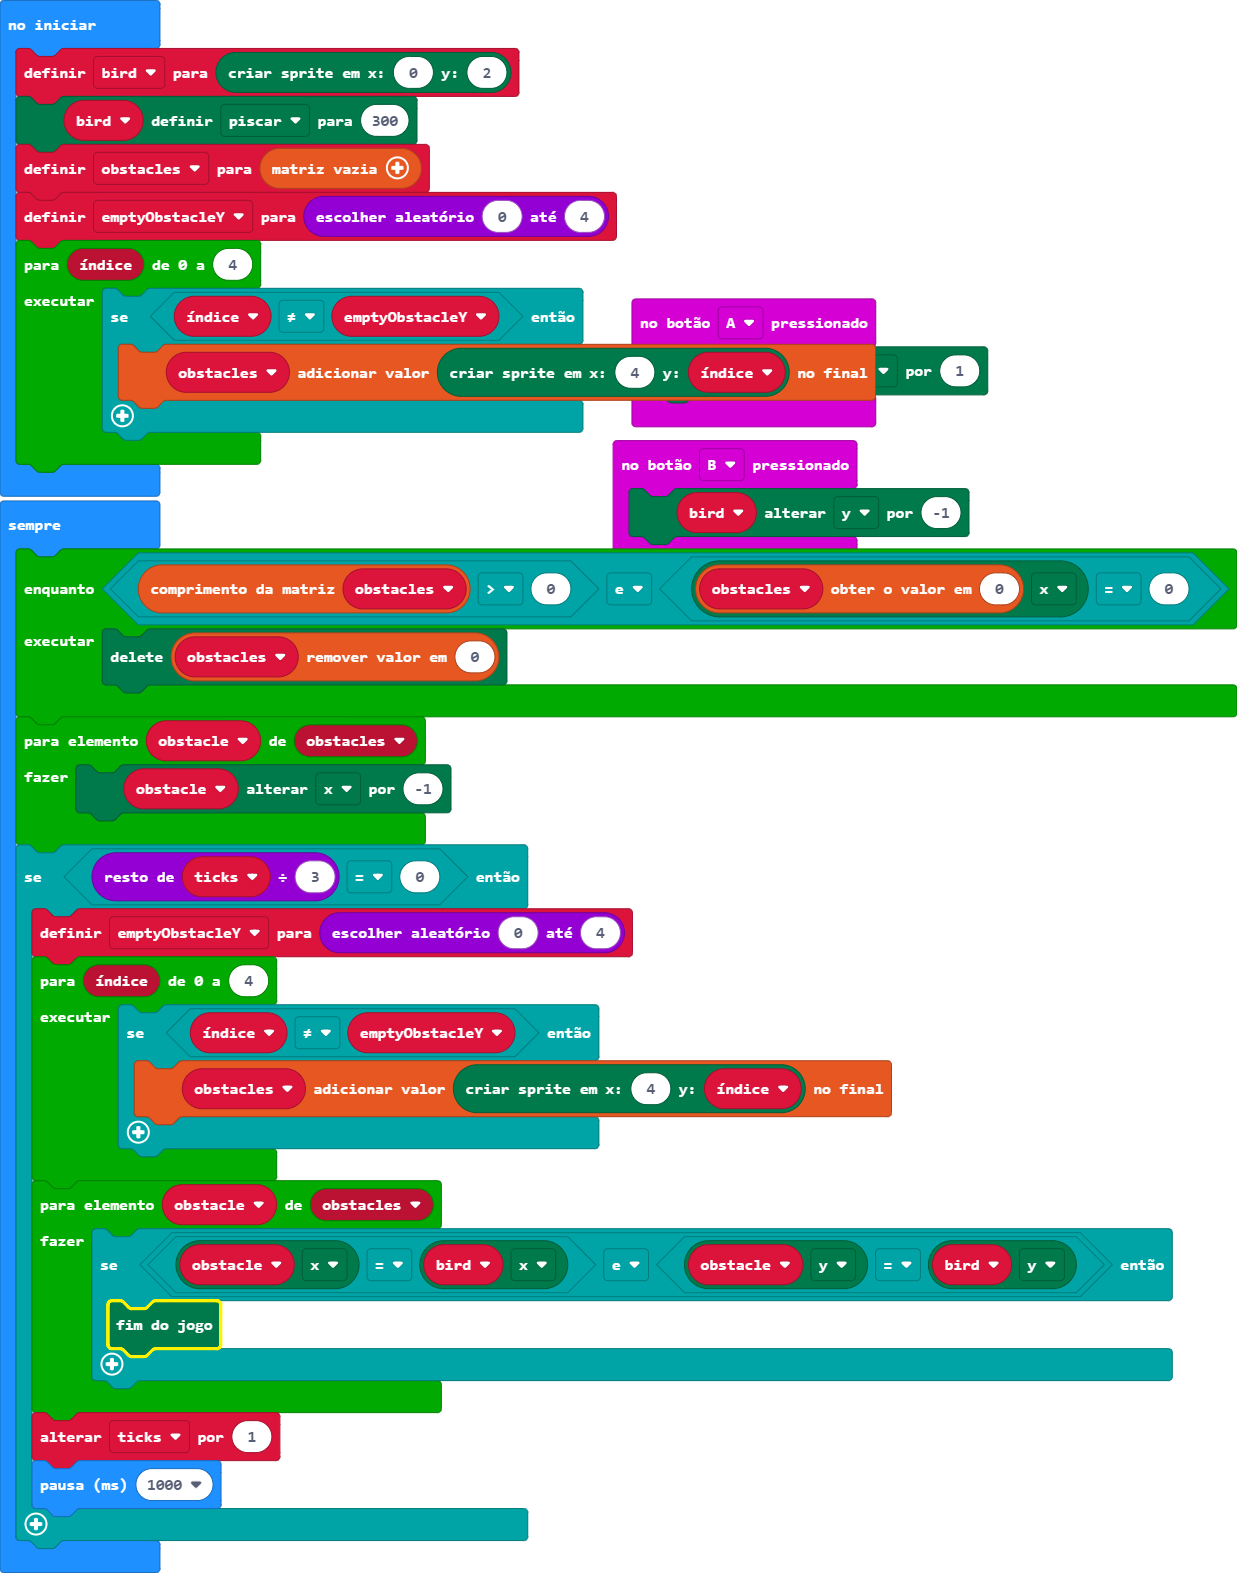 no iniciar
definir bird para criar sprite em x: 0 y: 2
bird definir piscar para 300
definir obstacles para matriz vazia
definir emptyObstacleY para escolher aleatório 0 até 4
para índice de 0 a 4
executar
se índice ≠ emptyObstacleY então
obstacles adicionar valor criar sprite em x: 4 y: índice no final
no botão A pressionado
por 1
no botão B pressionado
bird alterar y por -1
sempre
enquanto comprimento da matriz obstacles > 0 e obstacles obter o valor em 0 x = 0
executar
delete obstacles remover valor em 0
para elemento obstacle de obstacles
fazer
obstacle alterar x por -1
se resto de ticks ÷ 3 = 0 então
definir emptyObstacleY para escolher aleatório 0 até 4
para índice de 0 a 4
executar
se índice ≠ emptyObstacleY então
obstacles adicionar valor criar sprite em x: 4 y: índice no final
para elemento obstacle de obstacles
fazer
se obstacle x = bird x e obstacle y = bird y então
fim do jogo
alterar ticks por 1
pausa (ms) 1000